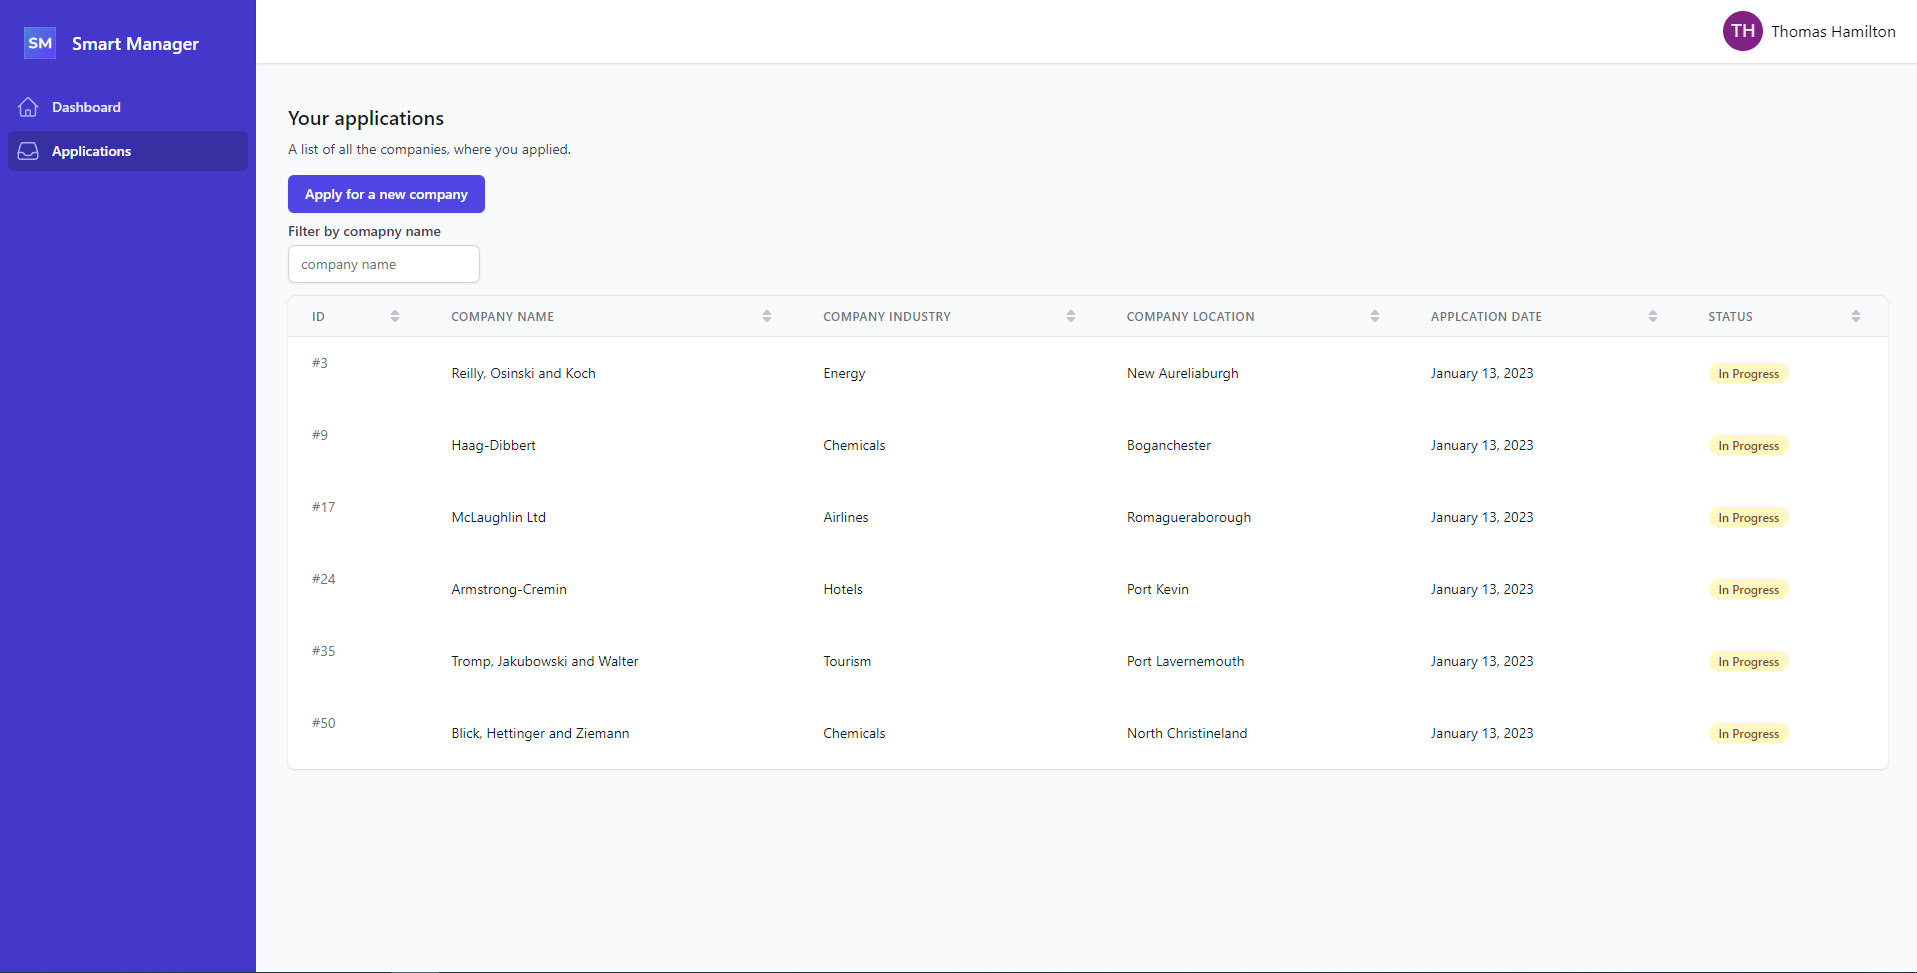 SM Smart Manager
TH Thomas Hamilton
Dashboard
Applications
Your applications
A list of all the companies, where you applied.
Apply for a new company
Filter by comapny name
company name
ID COMPANY NAME COMPANY INDUSTRY COMPANY LOCATION APPLCATION DATE STATUS
#3 Reilly, Osinski and Koch Energy New Aureliaburgh January 13, 2023 In Progress
#9 Haag-Dibbert Chemicals Boganchester January 13, 2023 In Progress
#17 McLaughlin Ltd Airlines Romagueraborough January 13, 2023 In Progress
#24 Armstrong-Cremin Hotels Port Kevin January 13, 2023 In Progress
#35 Tromp, Jakubowski and Walter Tourism Port Lavernemouth January 13, 2023 In Progress
#50 Blick, Hettinger and Ziemann Chemicals North Christineland January 13, 2023 In Progress